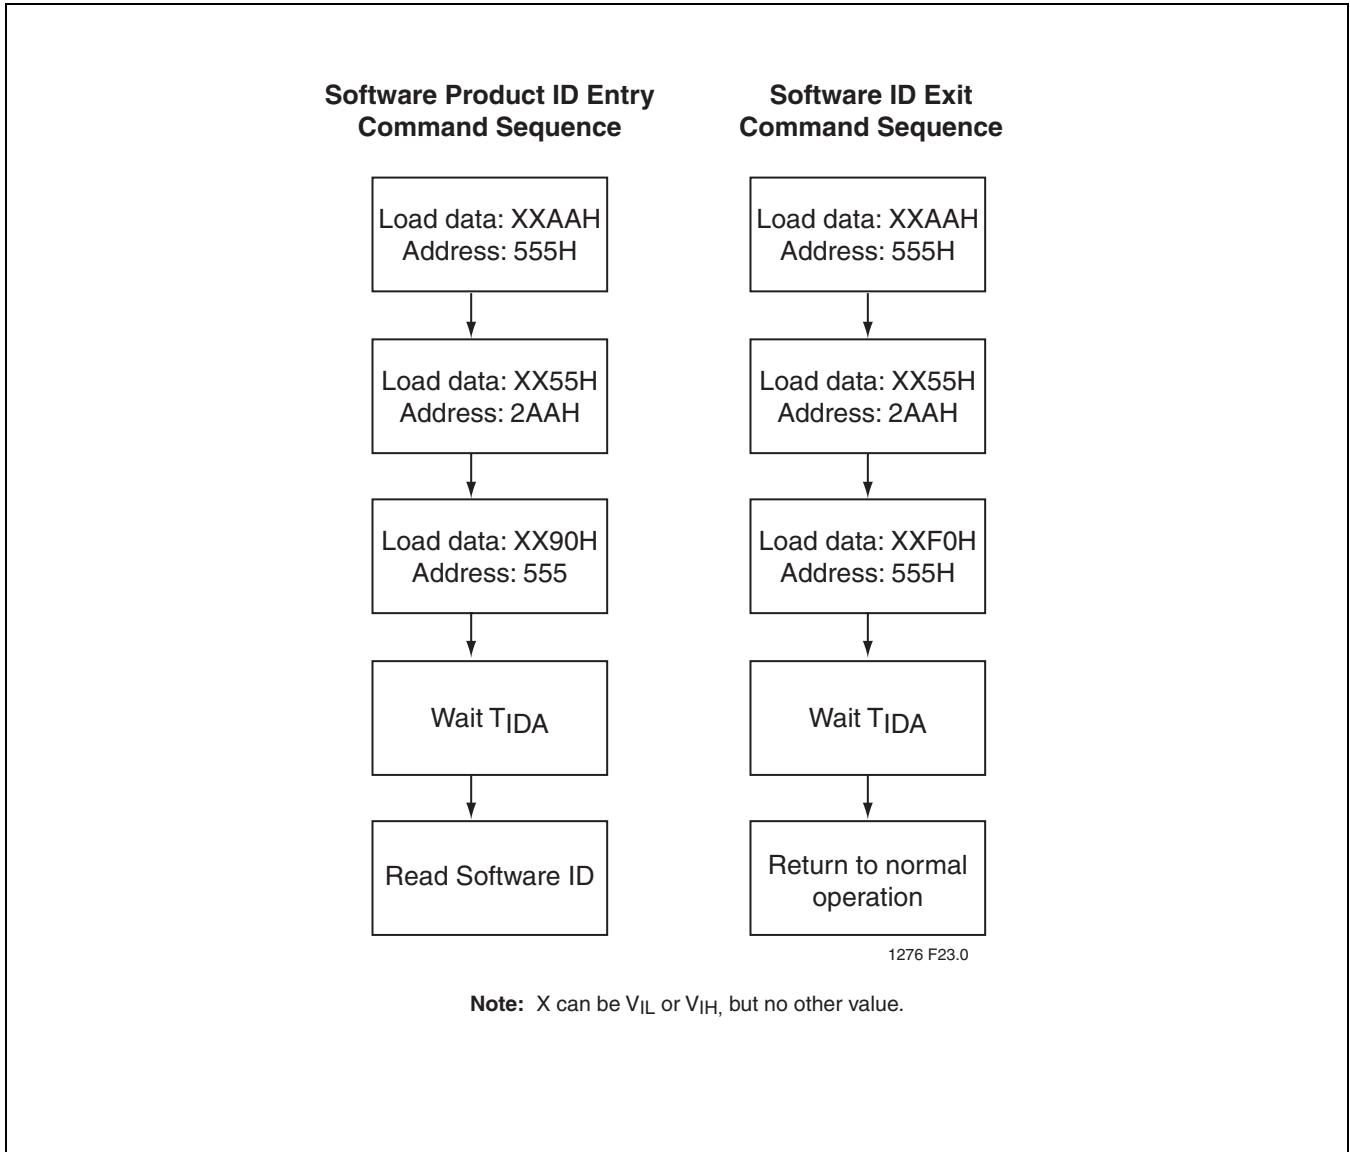 Software Product ID Entry
Command Sequence
Load data: XXAAH
Address: 555H
Load data: XX55H
Address: 2AAH
Load data: XX90H
Address: 555
Wait TIDA
Read Software ID
Software ID Exit
Command Sequence
Load data: XXAAH
Address: 555H
Load data: XX55H
Address: 2AAH
Load data: XXF0H
Address: 555H
Wait TIDA
Return to normal
operation
1276 F23.0
Note: X can be VIL or VIH, but no other value.